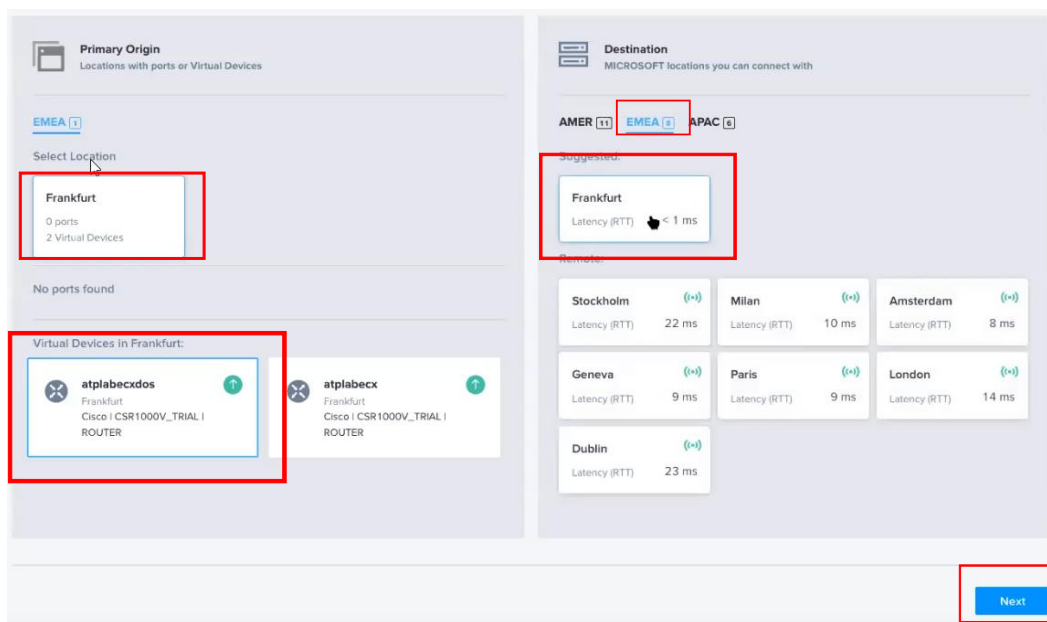 Primary Origin
Locations with ports or Virtual Devices
EMEA 1
Select Location
Frankfurt
0 ports
2 Virtual Devices
No ports found
Virtual Devices in Frankfurt:
atplabecxdos
Frankfurt
Cisco | CSR1000V_TRIAL |
ROUTER
atplabecx
Frankfurt
Cisco | CSR1000V_TRIAL |
ROUTER
Destination
MICROSOFT locations you can connect with
AMER 11 EMEA 8 APAC 6
Suggested:
Frankfurt
Latency (RTT) < 1 ms
Remote:
Stockholm
Latency (RTT) 22 ms
Milan
Latency (RTT) 10 ms
Amsterdam
Latency (RTT) 8 ms
Geneva
Latency (RTT) 9 ms
Paris
Latency (RTT) 9 ms
London
Latency (RTT) 14 ms
Dublin
Latency (RTT) 23 ms
Next